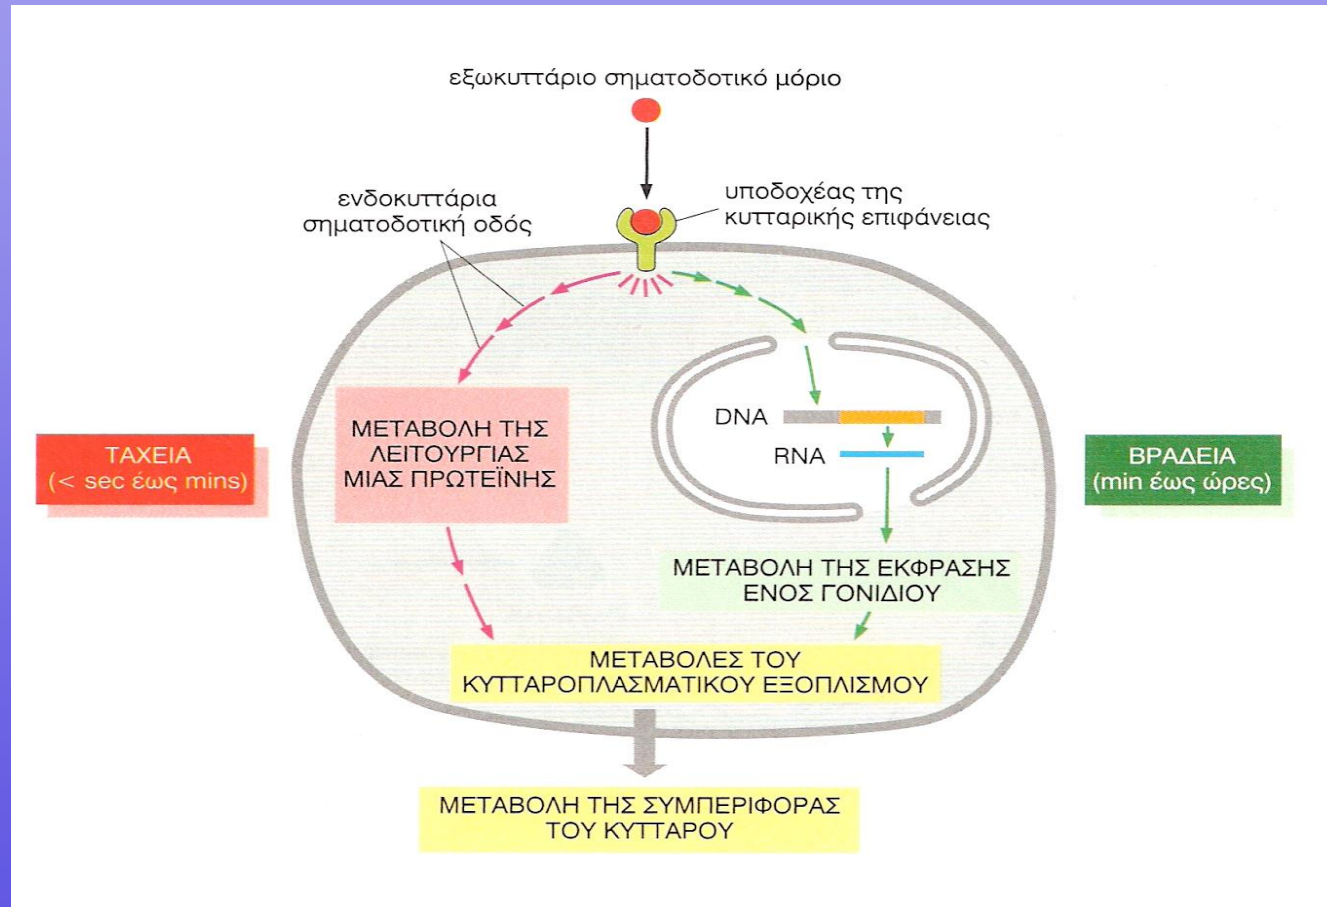 εξωκυττάριο σηματοδοτικό μόριο
ενδοκυττάρια
σηματοδοτική οδός
υποδοχέας της
κυτταρικής επιφάνειας
ΤΑΧΕΙΑ
(< sec έως mins)
ΜΕΤΑΒΟΛΗ ΤΗΣ
ΛΕΙΤΟΥΡΓΙΑΣ
ΜΙΑΣ ΠΡΩΤΕΪΝΗΣ
DNA
RNA
ΒΡΑΔΕΙΑ
(min έως ώρες)
ΜΕΤΑΒΟΛΗ ΤΗΣ ΕΚΦΡΑΣΗΣ
ΕΝΟΣ ΓΟΝΙΔΙΟΥ
ΜΕΤΑΒΟΛΕΣ ΤΟΥ
ΚΥΤΤΑΡΟΠΛΑΣΜΑΤΙΚΟΥ ΕΞΟΠΛΙΣΜΟΥ
ΜΕΤΑΒΟΛΗ ΤΗΣ ΣΥΜΠΕΡΙΦΟΡΑΣ
ΤΟΥ ΚΥΤΤΑΡΟΥ